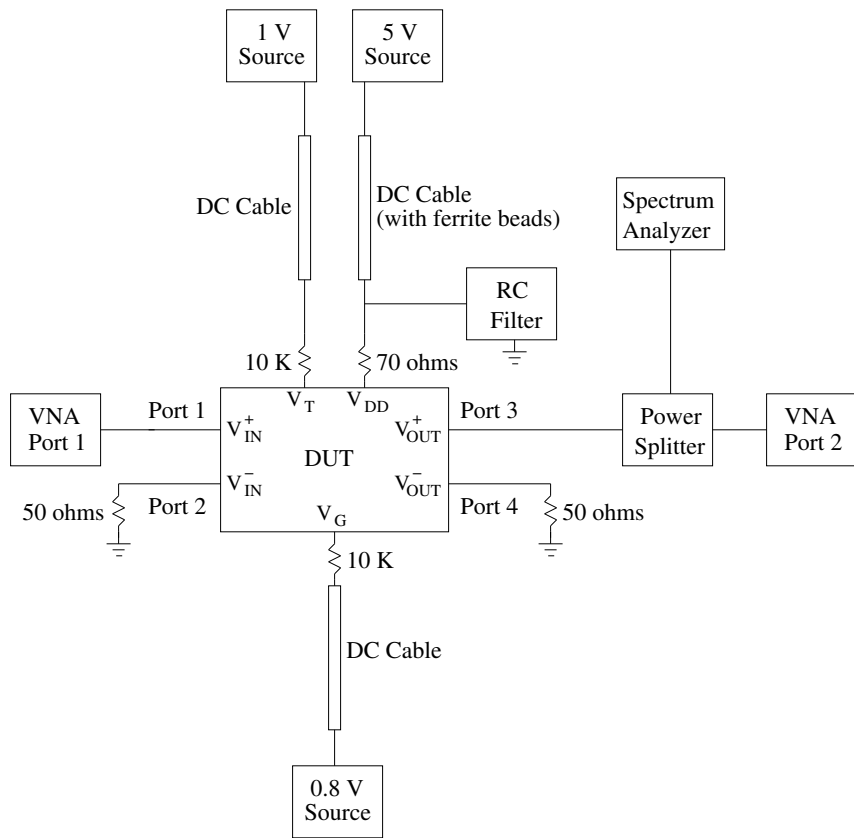 1 V
Source
5 V
Source
DC Cable
DC Cable
(with ferrite beads)
Spectrum
Analyzer
RC
Filter
10 K
70 ohms
VNA
Port 1
Port 1
V_T
V_DD
Port 3
V_IN^+
V_OUT^+
Power
Splitter
VNA
Port 2
DUT
50 ohms
Port 2
V_IN^-
V_OUT^-
Port 4
50 ohms
V_G
10 K
DC Cable
0.8 V
Source